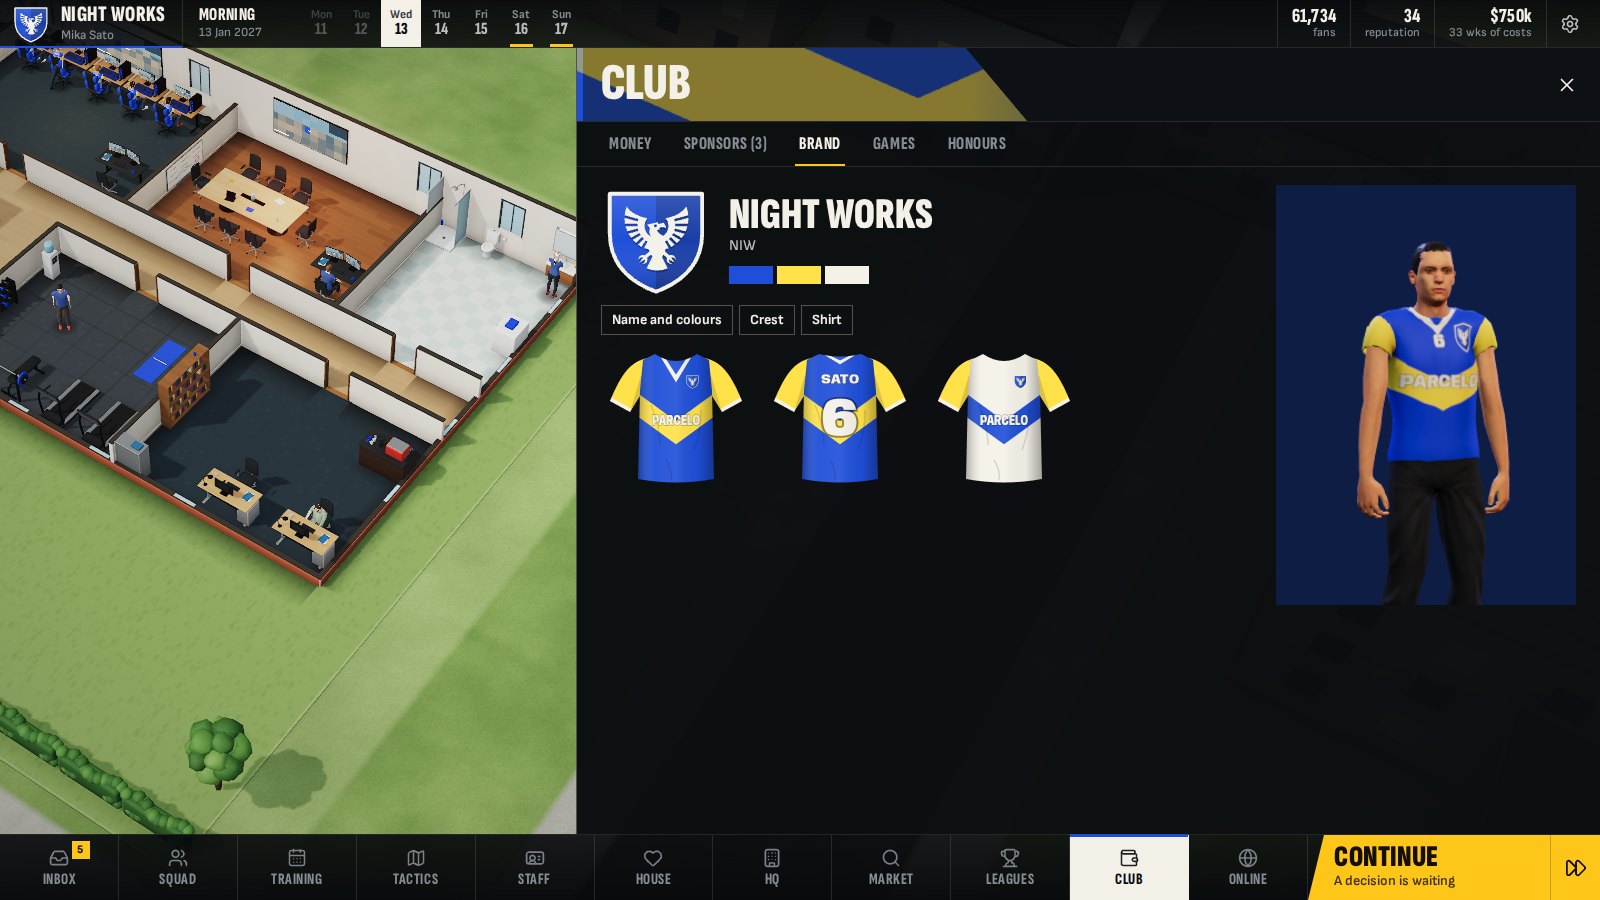 NIGHT WORKS
Mika Sato
MORNING
13 Jan 2027
Mon 11
Tue 12
Wed 13
Thu 14
Fri 15
Sat 16
Sun 17
61,734
fans
34
reputation
$750k
33 wks of costs
CLUB
MONEY
SPONSORS (3)
BRAND
GAMES
HONOURS
NIGHT WORKS
NIW
Name and colours
Crest
Shirt
PARCELO
SATO
6
PARCELO
6
PARCELO
INBOX
5
SQUAD
TRAINING
TACTICS
STAFF
HOUSE
HQ
MARKET
LEAGUES
CLUB
ONLINE
CONTINUE
A decision is waiting